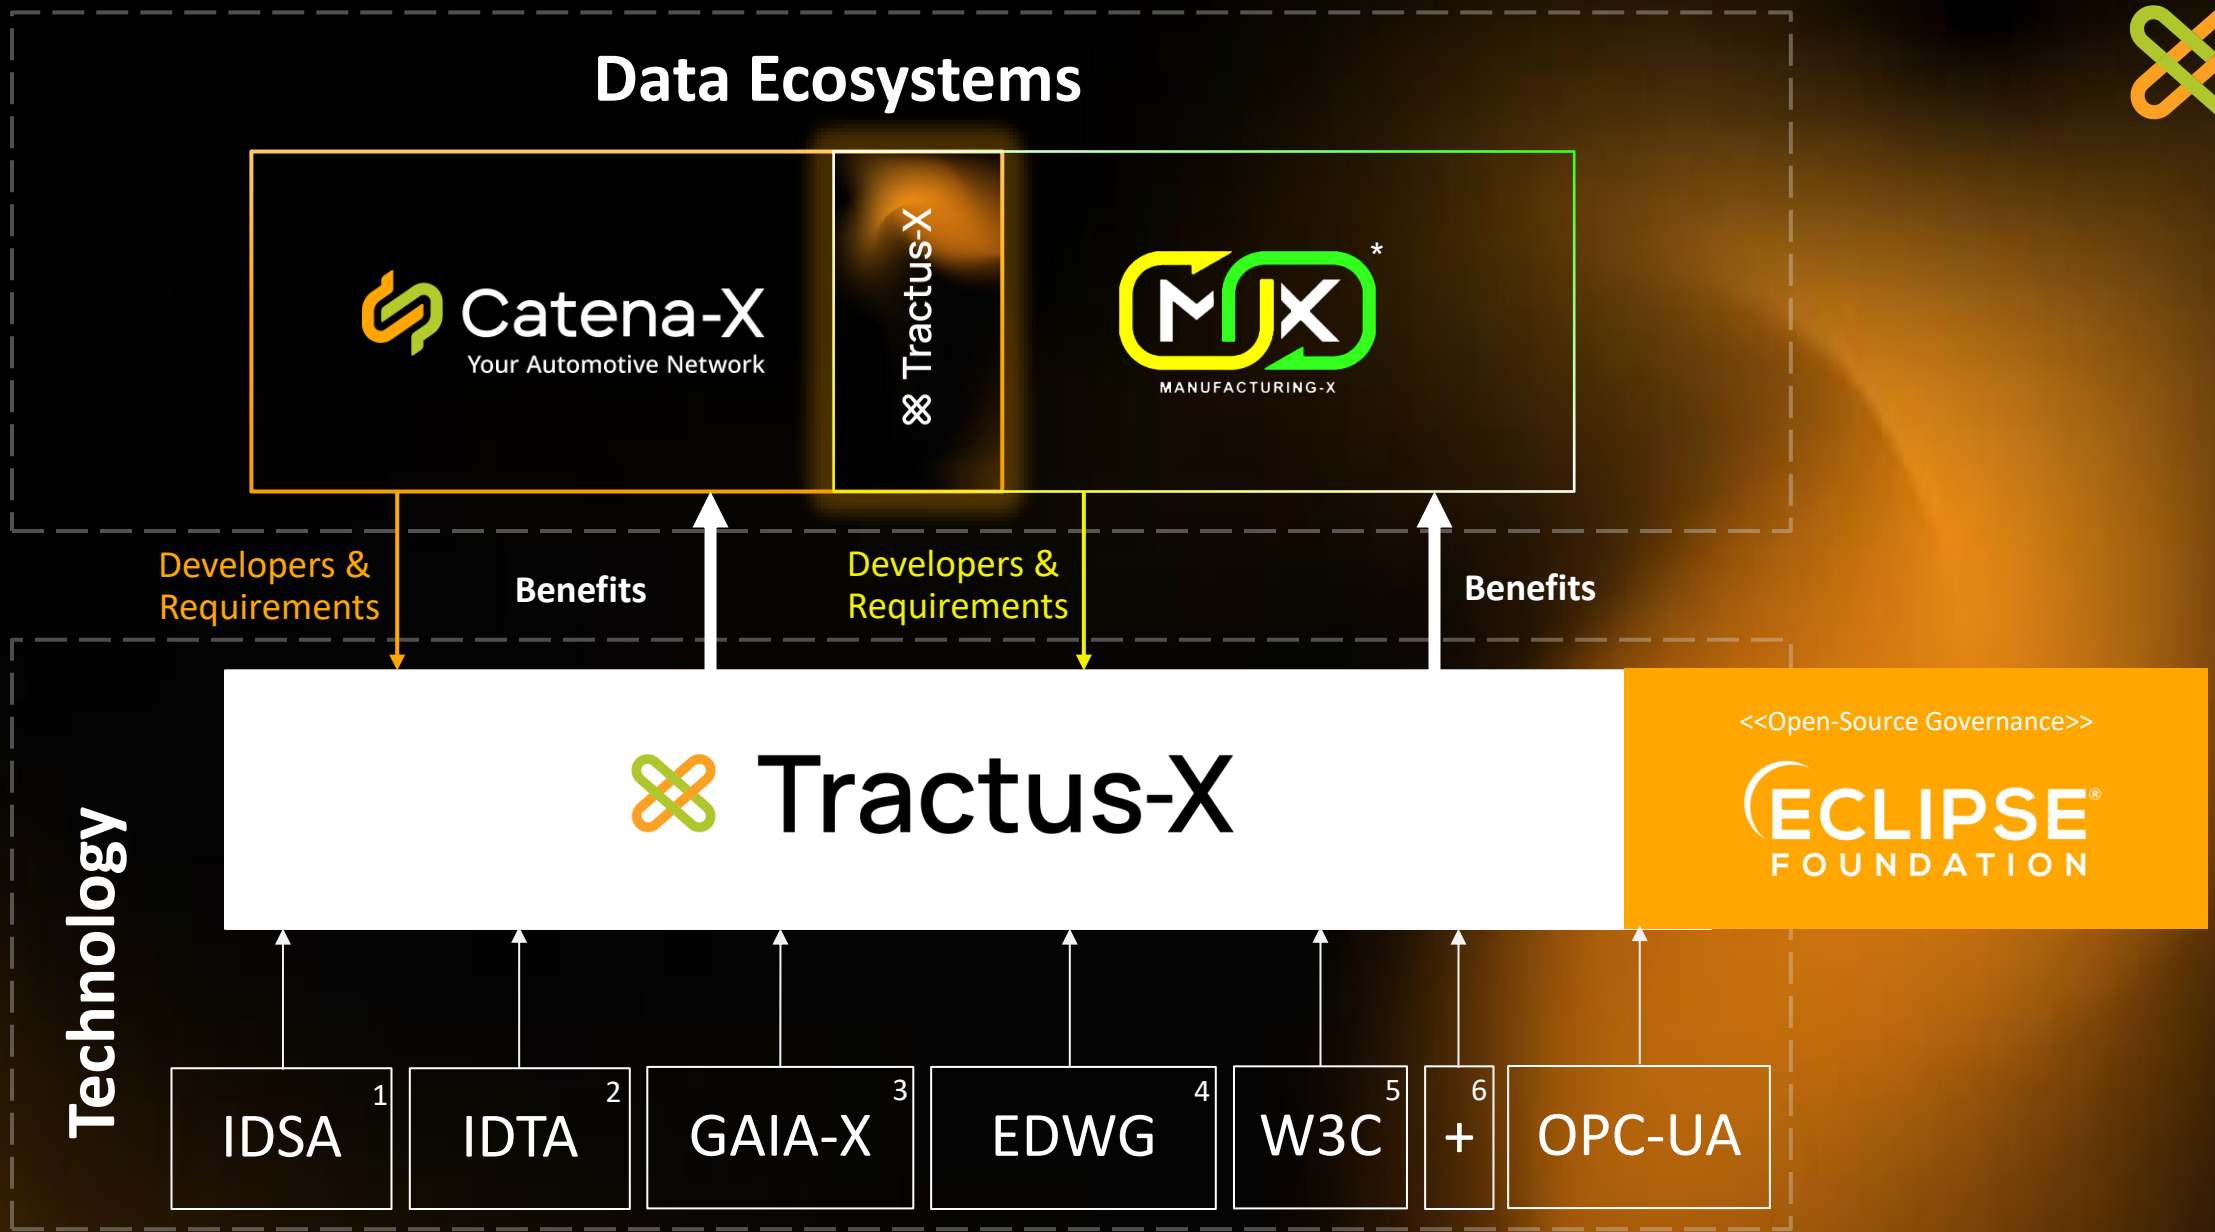 Data Ecosystems
Catena-X
Your Automotive Network
Tractus-X
MX
*
MANUFACTURING-X
Developers &
Requirements
Benefits
Developers &
Requirements
Benefits
Technology
Tractus-X
<<Open-Source Governance>>
ECLIPSE®
FOUNDATION
IDSA 1
IDTA 2
GAIA-X 3
EDWG 4
W3C 5
+ 6
OPC-UA